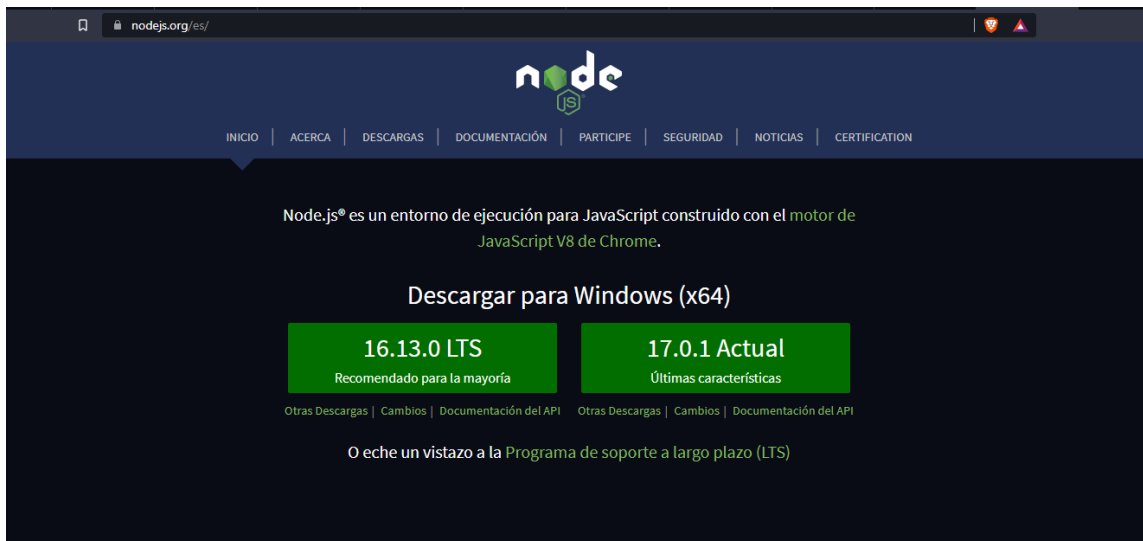 nodejs.org/es/
node
JS
INICIO | ACERCA | DESCARGAS | DOCUMENTACIÓN | PARTICIPE | SEGURIDAD | NOTICIAS | CERTIFICATION
Node.js® es un entorno de ejecución para JavaScript construido con el motor de
JavaScript V8 de Chrome.
Descargar para Windows (x64)
16.13.0 LTS
Recomendado para la mayoría
17.0.1 Actual
Últimas características
Otras Descargas | Cambios | Documentación del API
Otras Descargas | Cambios | Documentación del API
O eche un vistazo a la Programa de soporte a largo plazo (LTS)